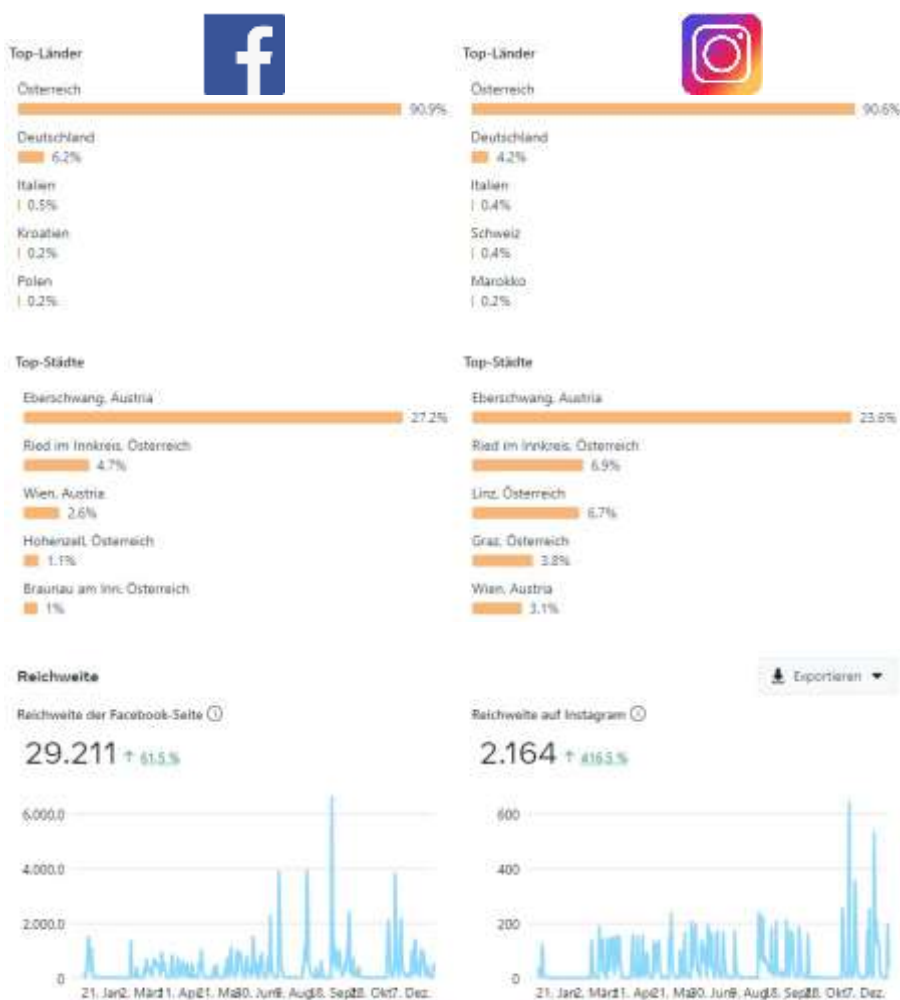 Top-Länder
Österreich
90.9%
Deutschland
6.2%
Italien
0.5%
Kroatien
0.2%
Polen
0.2%
Top-Länder
Österreich
90.6%
Deutschland
4.2%
Italien
0.4%
Schweiz
0.4%
Marokko
0.2%
Top-Städte
Eberschwang, Austria
27.2%
Ried im Innkreis, Österreich
4.7%
Wien, Austria
2.6%
Hohenzell, Österreich
1.1%
Braunau am Inn, Österreich
1%
Top-Städte
Eberschwang, Austria
23.6%
Ried im Innkreis, Österreich
6.9%
Linz, Österreich
6.7%
Graz, Österreich
3.8%
Wien, Austria
3.1%
Reichweite
Exportieren
Reichweite der Facebook-Seite
29.211 ↑ 61.5%
6.000.0
4.000.0
2.000.0
0
21. Jan
Reichweite auf Instagram
2.164 ↑ 416.5%
600
400
200
0
21. Jan